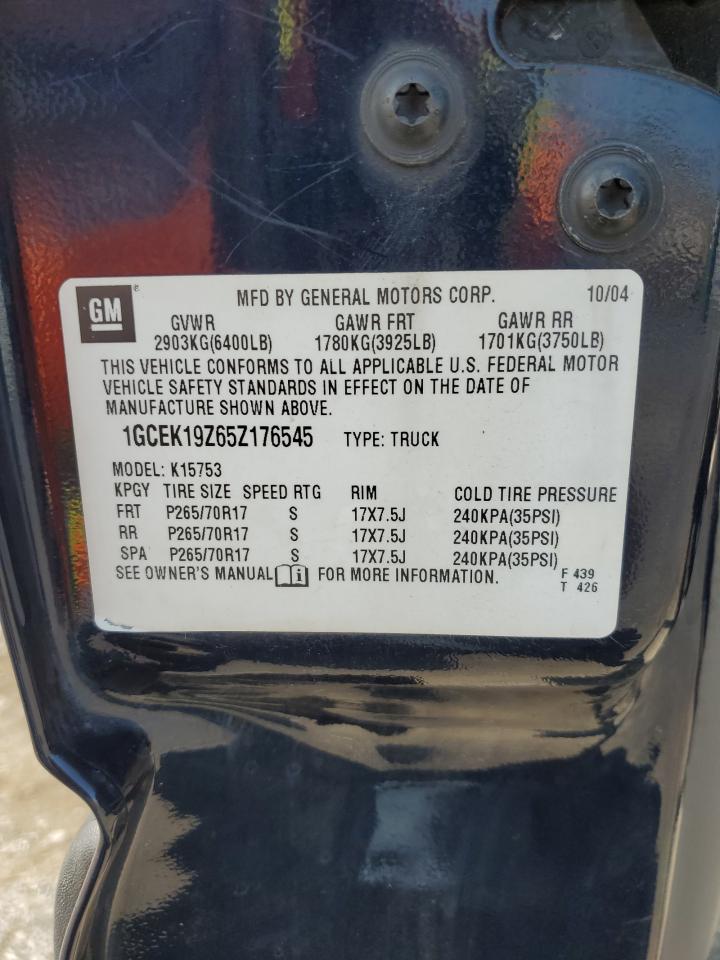 GM MFD BY GENERAL MOTORS CORP. 10/04
GVWR GAWR FRT GAWR RR
2903KG(6400LB) 1780KG(3925LB) 1701KG(3750LB)
THIS VEHICLE CONFORMS TO ALL APPLICABLE U.S. FEDERAL MOTOR
VEHICLE SAFETY STANDARDS IN EFFECT ON THE DATE OF
MANUFACTURE SHOWN ABOVE.
1GCEK19Z65Z176545 TYPE: TRUCK
MODEL: K15753
KPGY TIRE SIZE SPEED RTG RIM COLD TIRE PRESSURE
FRT P265/70R17 S 17X7.5J 240KPA(35PSI)
RR P265/70R17 S 17X7.5J 240KPA(35PSI)
SPA P265/70R17 S 17X7.5J 240KPA(35PSI)
SEE OWNER'S MANUAL i FOR MORE INFORMATION. F 439
T 426